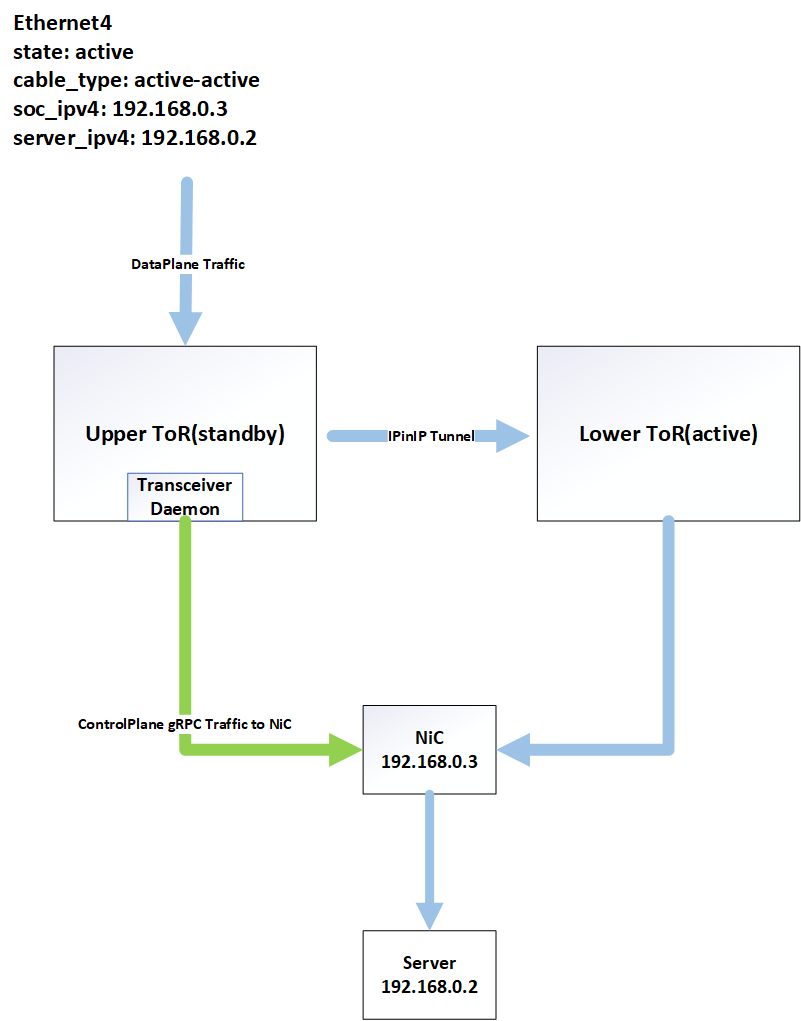 Ethernet4
state: active
cable_type: active-active
soc_ipv4: 192.168.0.3
server_ipv4: 192.168.0.2
DataPlane Traffic
Upper ToR(standby)
IPinIP Tunnel
Lower ToR(active)
Transceiver
Daemon
ControlPlane gRPC Traffic to NiC
NiC
192.168.0.3
Server
192.168.0.2